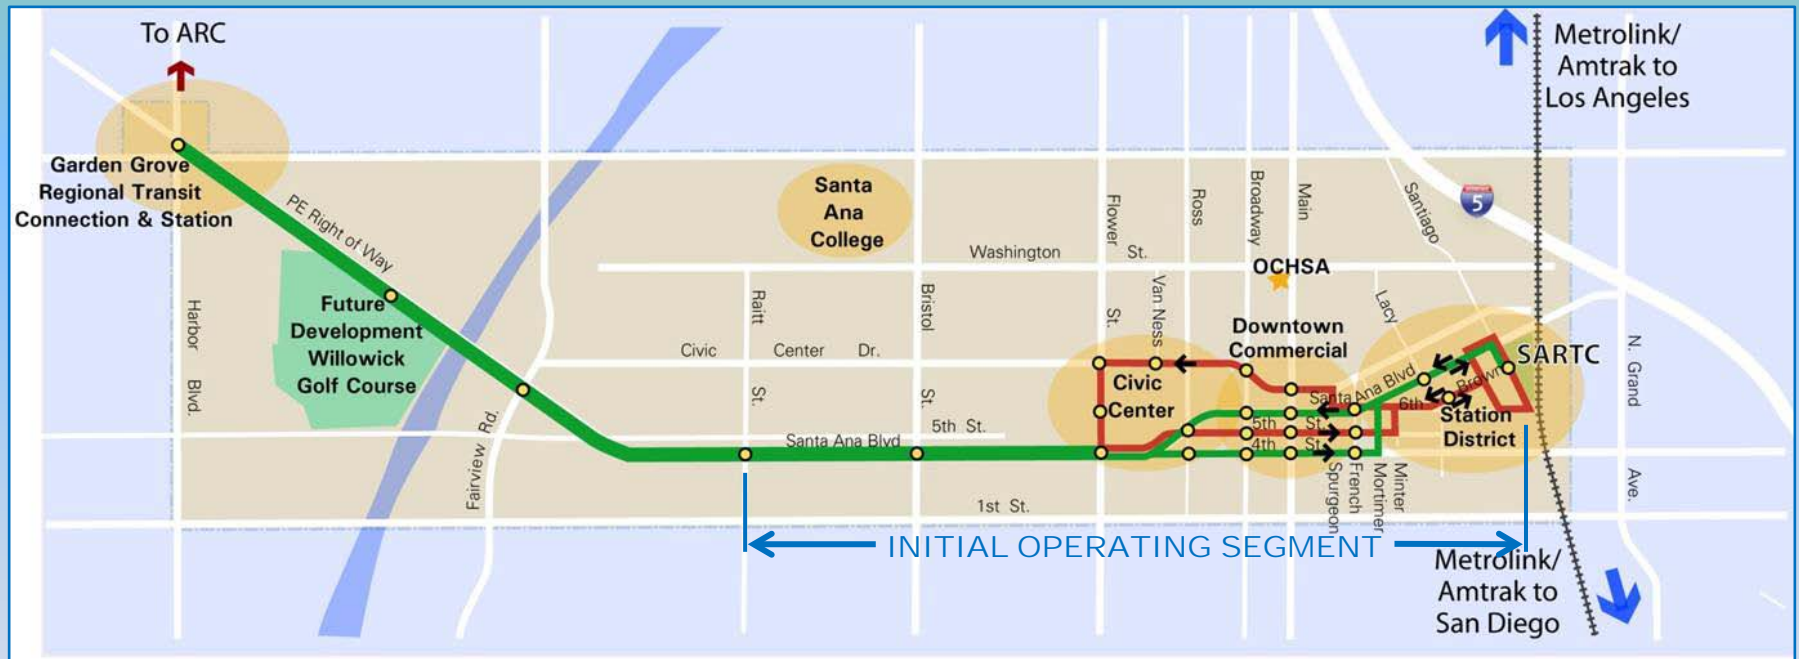 To ARC
Metrolink/
Amtrak to
Los Angeles
Garden Grove
Regional Transit
Connection & Station
PE Right of Way
Santa
Ana
College
Flower
St.
Ross
Broadway
Main
Santiago
5
Washington
St.
OCHSA
Harbor
Blvd.
Future
Development
Willowick
Golf Course
Raitt
St.
Bristol
St.
Van Ness
Lacy
Downtown
Commercial
Civic Center Dr.
SARTC
N. Grand
Ave.
Civic
Center
Santa Ana Blvd
Brown
6th
Station
District
5th St.
4th St.
Santa Ana Blvd
5th St.
Fairview Rd.
Spurgeon
French
Mortimer
Minter
1st St.
INITIAL OPERATING SEGMENT
Metrolink/
Amtrak to
San Diego